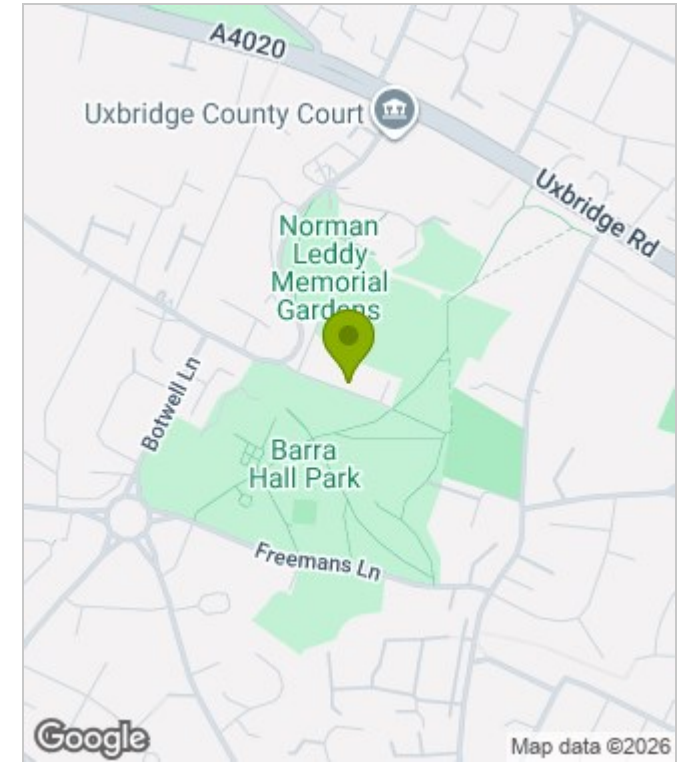 A4020
Uxbridge County Court
Uxbridge Rd
Norman
Leddy
Memorial
Gardens
Botwell Ln
Barra
Hall Park
Freemans Ln
Google
Map data ©2026